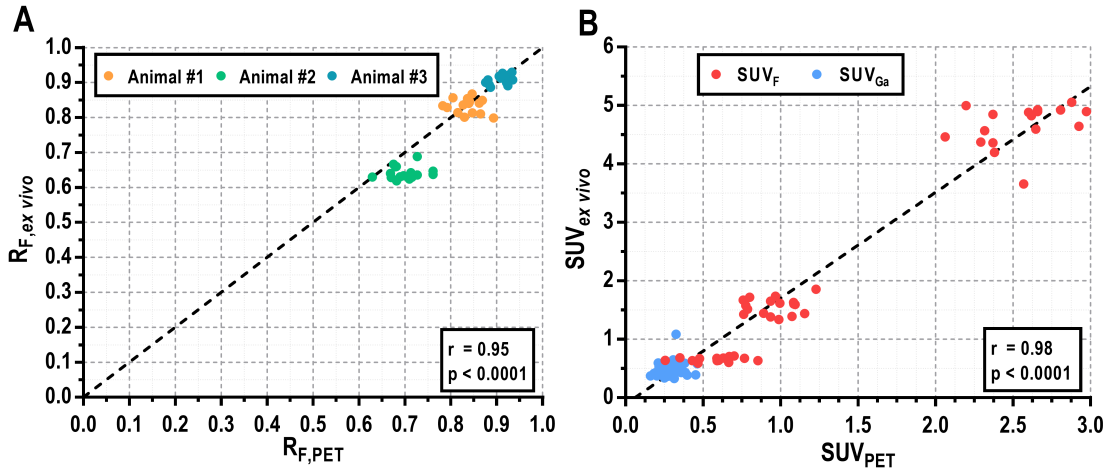 A
R_F,ex vivo
1.0
0.9
0.8
0.7
0.6
0.5
0.4
0.3
0.2
0.1
0.0
Animal #1 Animal #2 Animal #3
r = 0.95
p < 0.0001
0.0 0.1 0.2 0.3 0.4 0.5 0.6 0.7 0.8 0.9 1.0
R_F,PET
B
SUV_ex vivo
6
5
4
3
2
1
0
SUV_F SUV_Ga
r = 0.98
p < 0.0001
0.0 0.5 1.0 1.5 2.0 2.5 3.0
SUV_PET